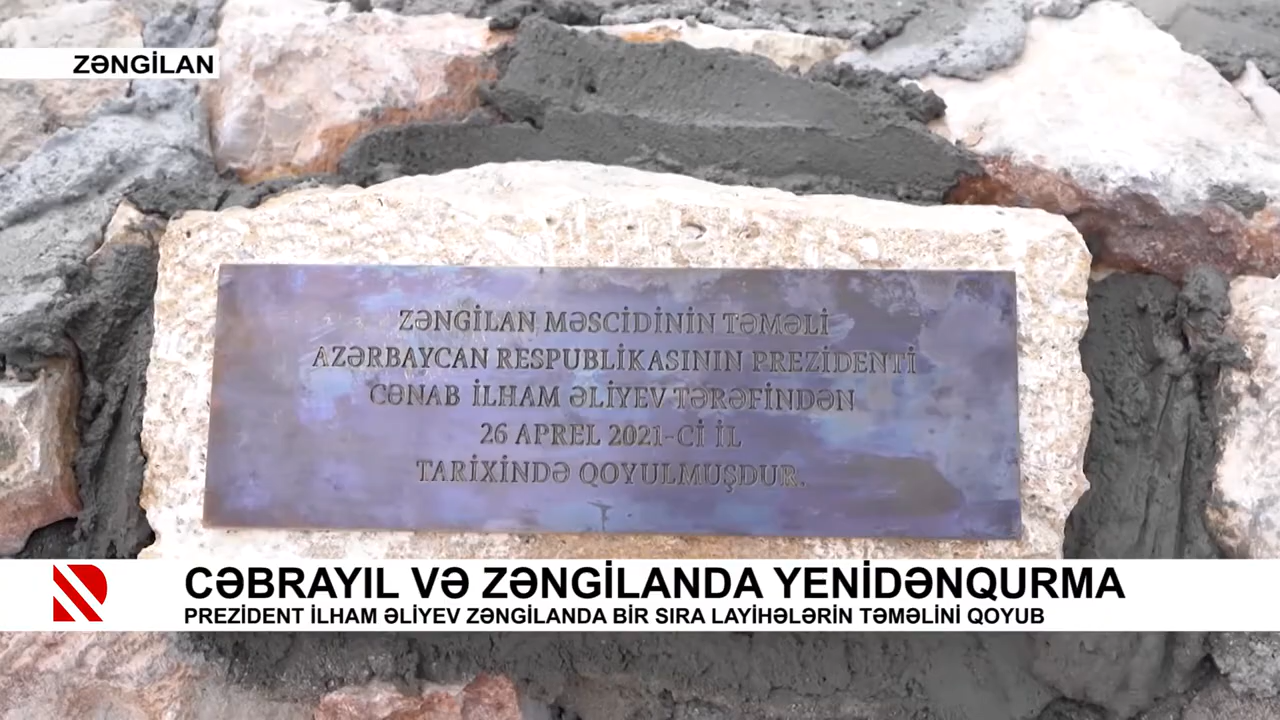 ZƏNGİLAN
ZƏNGİLAN MƏSCİDİNİN TƏMƏLİ
AZƏRBAYCAN RESPUBLİKASININ PREZİDENTİ
CƏNAB İLHAM ƏLİYEV TƏRƏFİNDƏN
26 APREL 2021-Cİ İL
TARİXİNDƏ QOYULMUŞDUR.
CƏBRAYIL VƏ ZƏNGİLANDA YENİDƏNQURMA
PREZİDENT İLHAM ƏLİYEV ZƏNGİLANDA BİR SIRA LAYİHƏLƏRİN TƏMƏLİNİ QOYUB